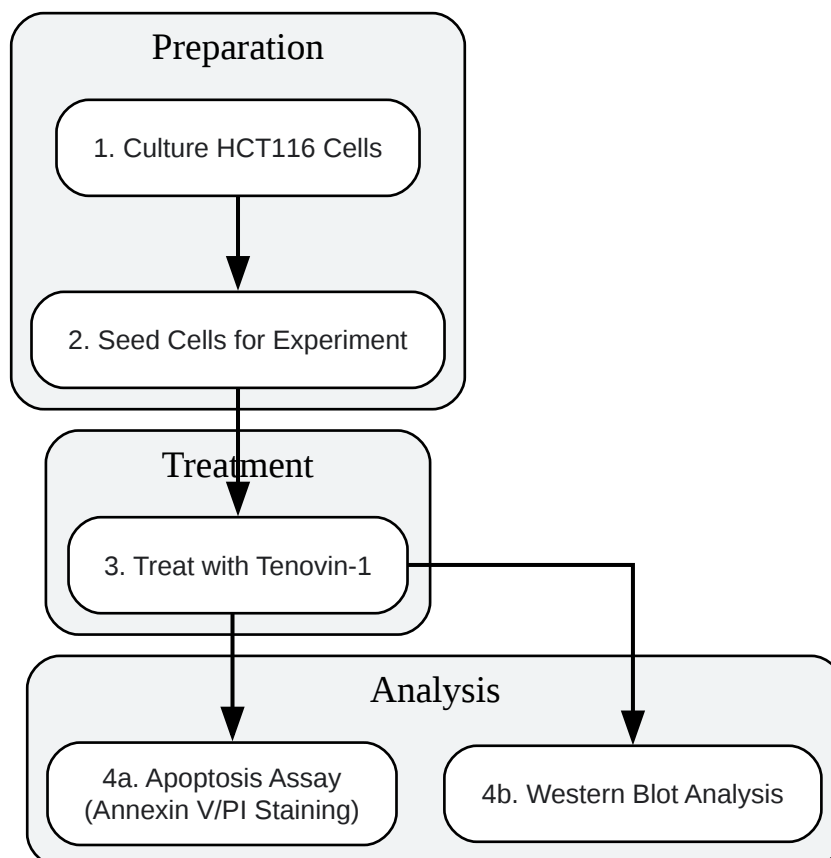 Preparation
1. Culture HCT116 Cells
2. Seed Cells for Experiment
Treatment
3. Treat with Tenovin-1
Analysis
4a. Apoptosis Assay
(Annexin V/PI Staining)
4b. Western Blot Analysis